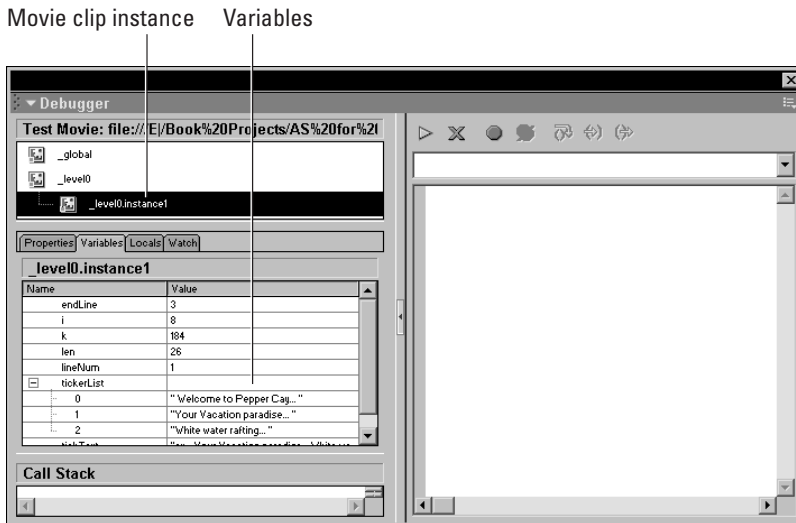 Movie clip instance Variables
Debugger
Test Movie: file:///E|/Book%20Projects/AS%20for%2
_global
_level0
_level0.instance1
Properties Variables Locals Watch
_level0.instance1
Name Value
endLine 3
i 8
k 184
len 26
lineNum 1
tickerList
0 " Welcome to Pepper Cay... "
1 "Your Vacation paradise... "
2 "White water rafting... "
Call Stack